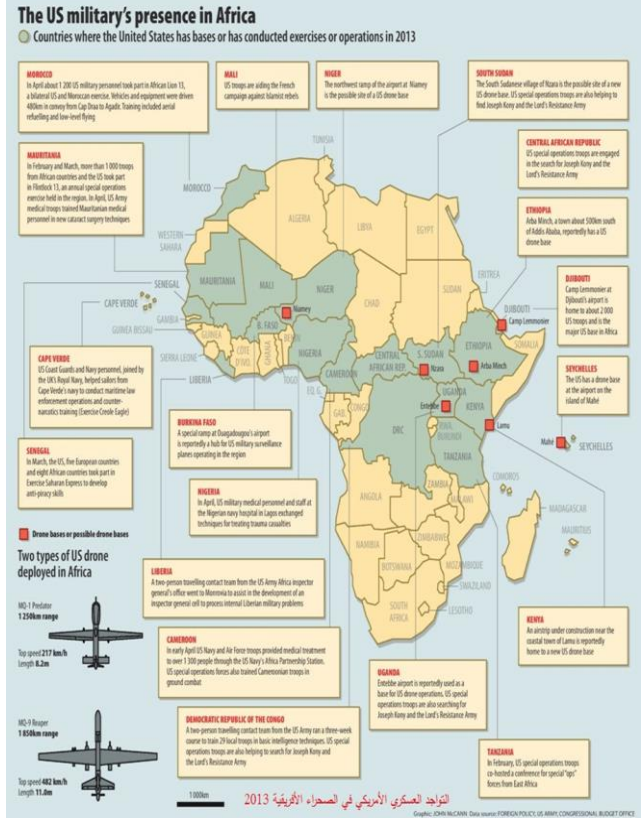 The US military's presence in Africa
Countries where the United States has bases or has conducted exercises or operations in 2013
MOROCCO
In April about 1 200 US military personnel took part in African Lion 13,
a bilateral US and Moroccan exercise. Vehicles and equipment were driven
480km in convoy from Cap Draa to Agadir. Training included aerial
refuelling and low-level flying
MALI
US troops are aiding the French
campaign against Islamist rebels
NIGER
The northwest ramp of the airport at Niamey
is the possible site of a US drone base
SOUTH SUDAN
The South Sudanese village of Nzara is the possible site of a new
US drone base. US special operations troops are also helping to
find Joseph Kony and the Lord's Resistance Army
CENTRAL AFRICAN REPUBLIC
US special operations troops are engaged
in the search for Joseph Kony and the
Lord's Resistance Army
MAURITANIA
In February and March, more than 1 000 troops
from African countries and the US took part
in Flintlock 13, an annual special operations
exercise held in the region. In April, US Army
medical troops trained Mauritanian medical
personnel in new cataract surgery techniques
ETHIOPIA
Arba Minch, a town about 500km south
of Addis Ababa, reportedly has a US
drone base
DJIBOUTI
Camp Lemmonier at
Djibouti's airport is
home to about 2 000
US troops and is the
major US base in Africa
SEYCHELLES
The US has a drone base
at the airport on the
island of Mahé
CAPE VERDE
US Coast Guards and Navy personnel, joined by
the UK's Royal Navy, helped sailors from
Cape Verde's navy to conduct maritime law
enforcement operations and counter-
narcotics training (Exercise Creole Eagle)
SENEGAL
In March, the US, five European countries
and eight African countries took part in
Exercise Saharan Express to develop
anti-piracy skills
BURKINA FASO
A special ramp at Ouagadougou's airport
is reportedly a hub for US military surveillance
planes operating in the region
NIGERIA
In April, US military medical personnel and staff at
the Nigerian navy hospital in Lagos exchanged
techniques for treating trauma casualties
LIBERIA
A two-person travelling contact team from the US Army Africa inspector
general's office went to Monrovia to assist in the development of an
inspector general cell to process internal Liberian military problems
CAMEROON
In early April US Navy and Air Force troops provided medical treatment
to over 1 300 people through the US Navy's Africa Partnership Station.
US special operations forces also trained Cameroonian troops in
ground combat
DEMOCRATIC REPUBLIC OF THE CONGO
A two-person travelling contact team from the US Army ran a three-week
course to train 29 local troops in basic intelligence techniques. US special
operations troops are also helping to search for Joseph Kony
and the Lord's Resistance Army
UGANDA
Entebbe airport is reportedly used as a
base for US drone operations. US special
operations troops are also searching for
Joseph Kony and the Lord's Resistance Army
KENYA
An airstrip under construction near the
coastal town of Lamu is reportedly
home to a new US drone base
TANZANIA
In February, US special operations troops
co-hosted a conference for special "ops"
forces from East Africa
TUNISIA
MOROCCO
ALGERIA
LIBYA
EGYPT
WESTERN
SAHARA
MAURITANIA
MALI
NIGER
CHAD
SUDAN
ERITREA
SENEGAL
CAPE VERDE
GAMBIA
GUINEA BISSAU
GUINEA
SIERRA LEONE
LIBERIA
CÔTE
D'IVO.
B. FASO
GHANA
TOGO
BENIN
Niamey
NIGERIA
CAMEROON
CENTRAL
AFRICAN REP.
S. SUDAN
Nzara
ETHIOPIA
Arba Minch
DJIBOUTI
Camp Lemmonier
SOMALIA
EQ. G.
GAB.
CONGO
DRC
UGANDA
Entebbe
KENYA
Lamu
RWA.
BURUNDI
TANZANIA
Mahé
SEYCHELLES
COMOROS
ANGOLA
ZAMBIA
MALAWI
MADAGASCAR
MAURITIUS
NAMIBIA
ZIMBABWE
BOTSWANA
MOZAMBIQUE
SWAZILAND
LESOTHO
SOUTH
AFRICA
Drone bases or possible drone bases
Two types of US drone
deployed in Africa
MQ-1 Predator
1 250km range
Top speed 217 km/h
Length 8.2m
MQ-9 Reaper
1 850km range
Top speed 482 km/h
Length 11.0m
1 000km
التواجد العسكري الأمريكي في الصحراء الأفريقية 2013
Graphic: JOHN McCANN Data source: FOREIGN POLICY, US ARMY, CONGRESSIONAL BUDGET OFFICE